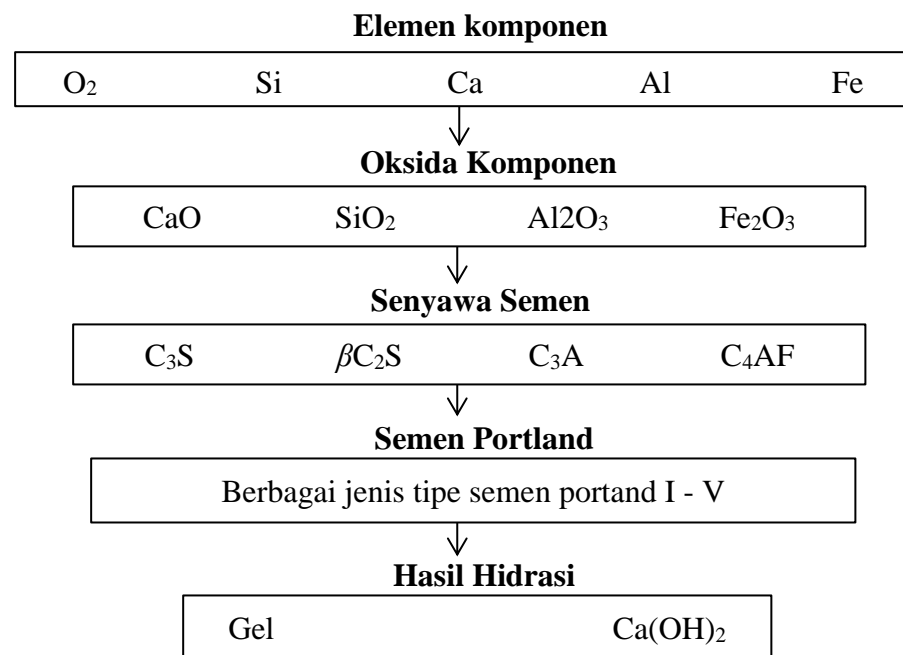 Elemen komponen
O₂ Si Ca Al Fe
Oksida Komponen
CaO SiO₂ Al2O₃ Fe₂O₃
Senyawa Semen
C₃S βC₂S C₃A C₄AF
Semen Portland
Berbagai jenis tipe semen portand I - V
Hasil Hidrasi
Gel Ca(OH)₂